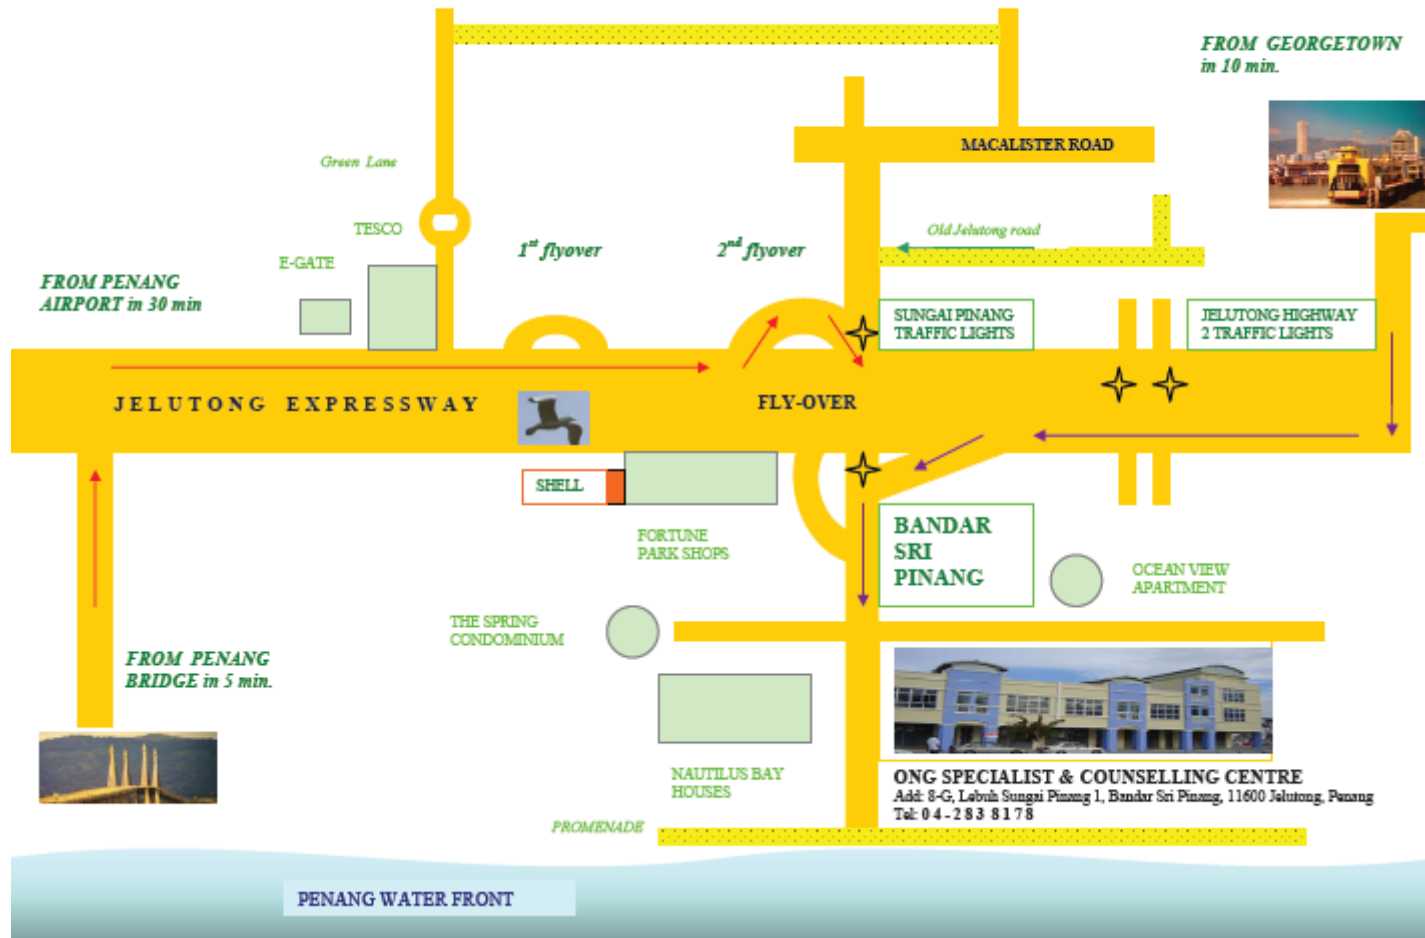 FROM GEORGETOWN
in 10 min.
MACALISTER ROAD
Green Lane
TESCO
E-GATE
1st flyover
2nd flyover
Old Jelutong road
FROM PENANG
AIRPORT in 30 min
SUNGAI PINANG
TRAFFIC LIGHTS
JELUTONG HIGHWAY
2 TRAFFIC LIGHTS
JELUTONG EXPRESSWAY
FLY-OVER
SHELL
FORTUNE
PARK SHOPS
BANDAR
SRI
PINANG
OCEAN VIEW
APARTMENT
THE SPRING
CONDOMINIUM
FROM PENANG
BRIDGE in 5 min.
NAUTILUS BAY
HOUSES
ONG SPECIALIST & COUNSELLING CENTRE
Add: 8-G, Lebuh Sungai Pinang 1, Bandar Sri Pinang, 11600 Jelutong, Penang
Tel: 04-283 8178
PROMENADE
PENANG WATER FRONT